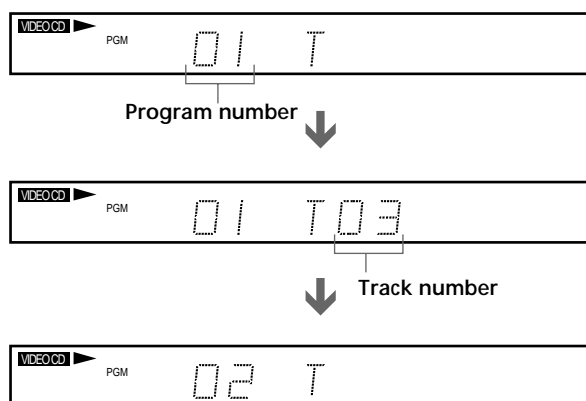 VIDEO CD PGM 01 T
Program number
VIDEO CD PGM 01 T03
Track number
VIDEO CD PGM 02 T